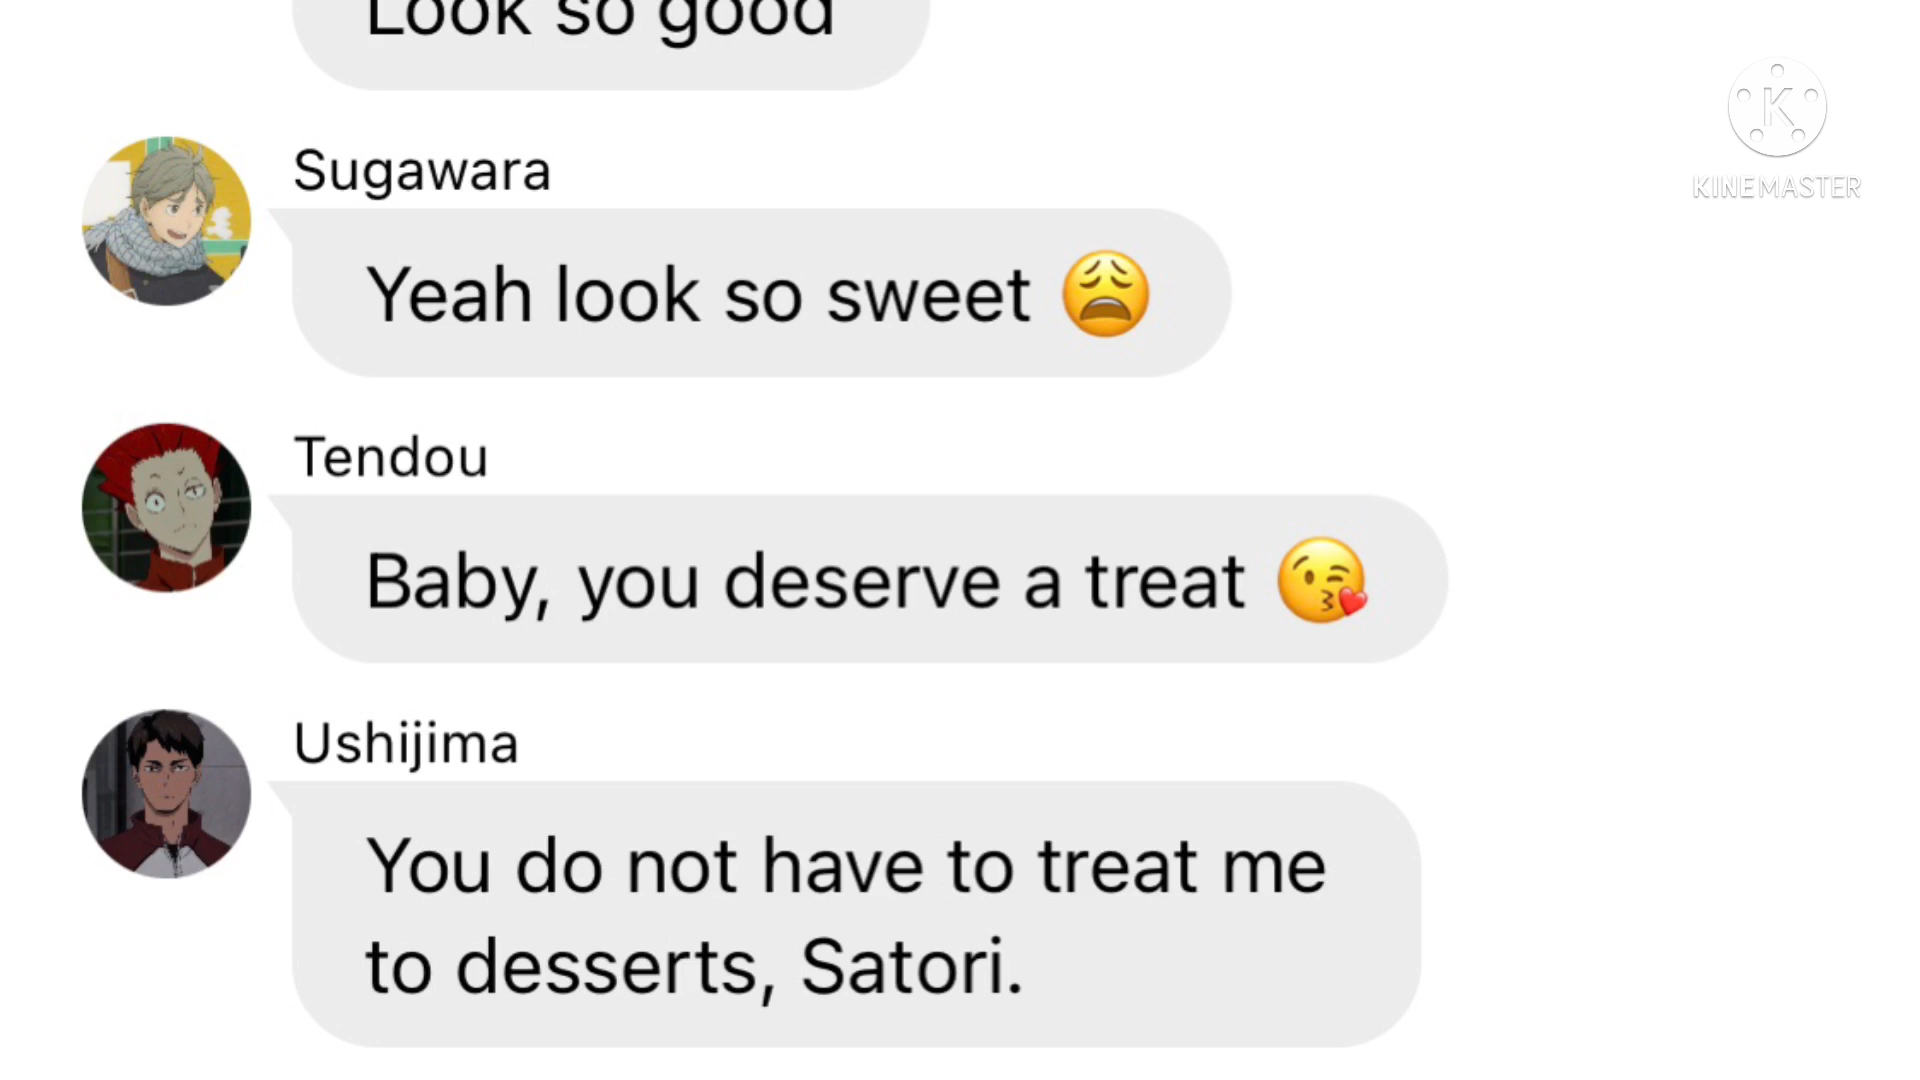 Look so good
Sugawara
Yeah look so sweet 😩
Tendou
Baby, you deserve a treat 😘
Ushijima
You do not have to treat me
to desserts, Satori.
K
KINEMASTER